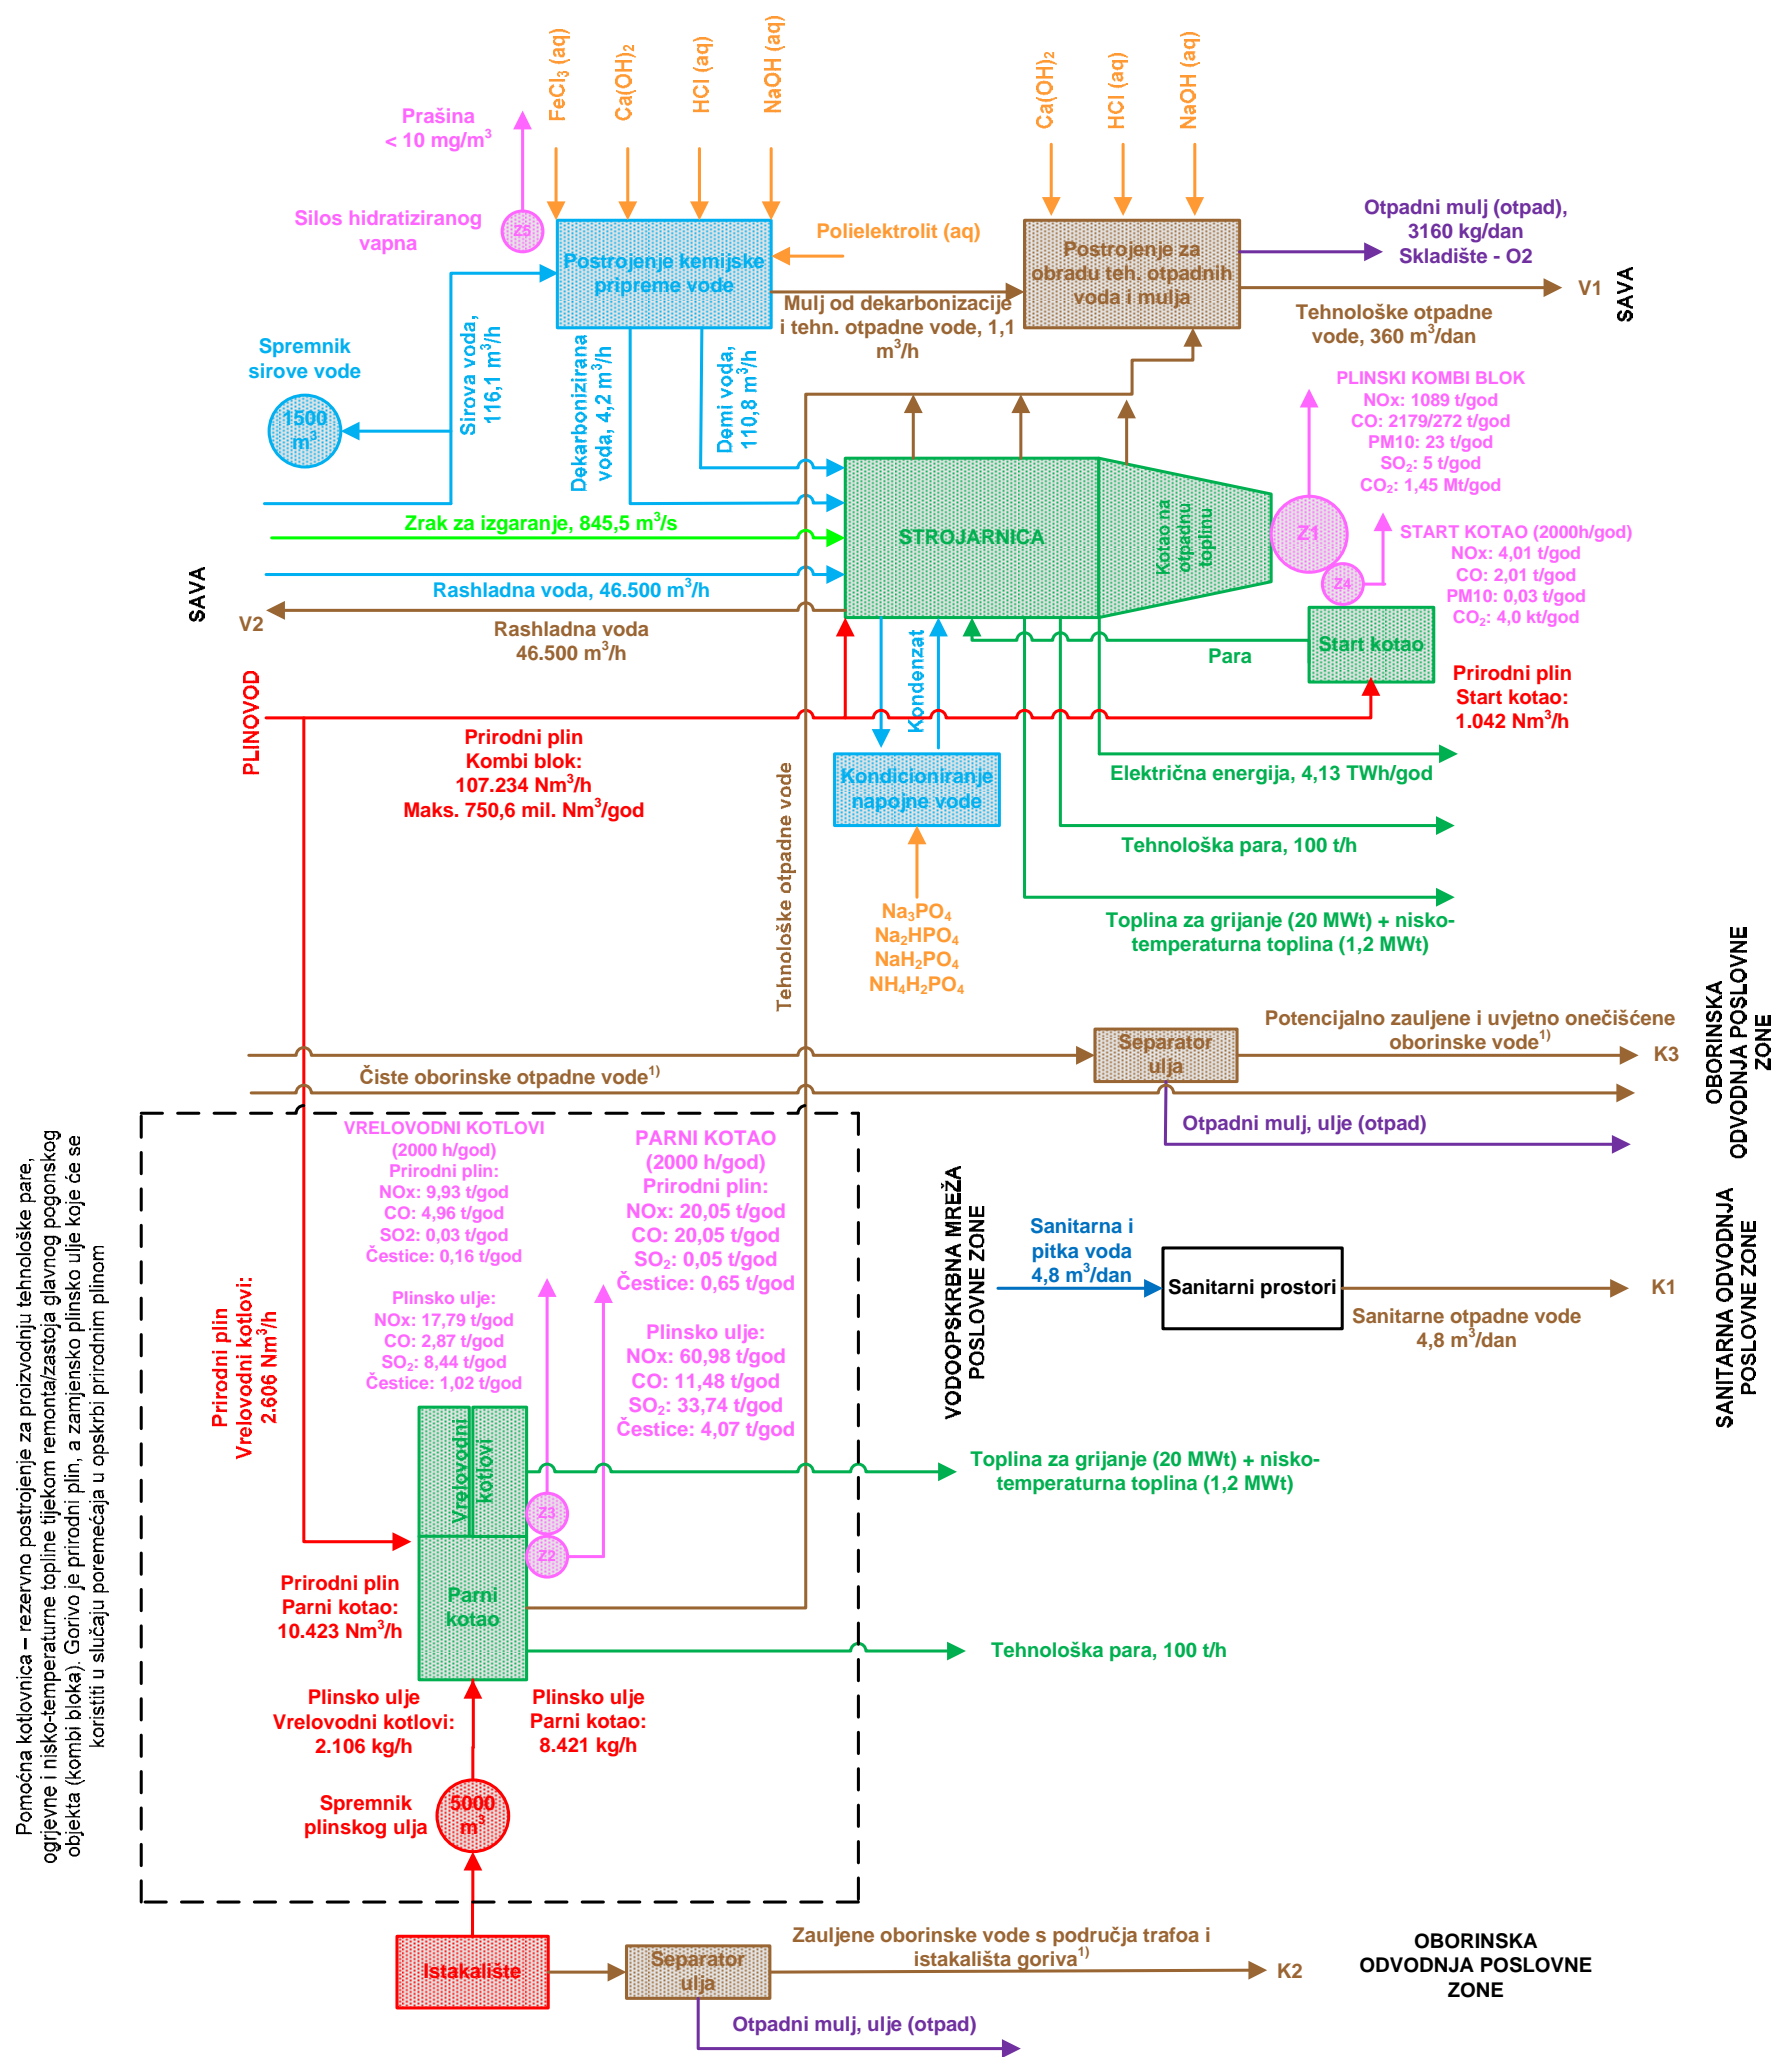 FeCl₃ (aq)
Ca(OH)₂
HCl (aq)
NaOH (aq)
Ca(OH)₂
HCl (aq)
NaOH (aq)
Prašina
< 10 mg/m³
Silos hidratiziranog
vapna
Z5
Postrojenje kemijske
pripreme vode
Polielektrolit (aq)
Postrojenje za
obradu teh. otpadnih
voda i mulja
Otpadni mulj (otpad),
3160 kg/dan
Skladište - O2
V1
SAVA
Mulj od dekarbonizacije
i tehn. otpadne vode, 1,1
m³/h
Tehnološke otpadne
vode, 360 m³/dan
Spremnik
sirove vode
1500
m³
Sirova voda,
116,1 m³/h
Dekarbonizirana
voda, 4,2 m³/h
Demi voda,
110,8 m³/h
PLINSKI KOMBI BLOK
NOx: 1089 t/god
CO: 2179/272 t/god
PM10: 23 t/god
SO₂: 5 t/god
CO₂: 1,45 Mt/god
Zrak za izgaranje, 845,5 m³/s
STROJARNICA
Kotao na
otpadnu
toplinu
Z1
Z4
START KOTAO (2000h/god)
NOx: 4,01 t/god
CO: 2,01 t/god
PM10: 0,03 t/god
CO₂: 4,0 kt/god
SAVA
Rashladna voda, 46.500 m³/h
V2
Rashladna voda
46.500 m³/h
Kondenzat
Para
Start kotao
PLINOVOD
Prirodni plin
Kombi blok:
107.234 Nm³/h
Maks. 750,6 mil. Nm³/god
Prirodni plin
Start kotao:
1.042 Nm³/h
Kondicioniranje
napojne vode
Električna energija, 4,13 TWh/god
Tehnološka para, 100 t/h
Tehnološke otpadne vode
Na₃PO₄
Na₂HPO₄
NaH₂PO₄
NH₄H₂PO₄
Toplina za grijanje (20 MWt) + nisko-
temperaturna toplina (1,2 MWt)
Separator
ulja
Potencijalno zauljene i uvjetno onečišćene
oborinske vode¹⁾
K3
OBORINSKA
ODVODNJA POSLOVNE
ZONE
Čiste oborinske otpadne vode¹⁾
Otpadni mulj, ulje (otpad)
Pomoćna kotlovnica – rezervno postrojenje za proizvodnju tehnološke pare,
ogrjevne i nisko-temperaturne topline tijekom remonta/zastoja glavnog pogonskog
objekta (kombi bloka). Gorivo je prirodni plin, a zamjensko plinsko ulje koje će se
koristiti u slučaju poremećaja u opskrbi prirodnim plinom
VRELOVODNI KOTLOVI
(2000 h/god)
Prirodni plin:
NOx: 9,93 t/god
CO: 4,96 t/god
SO2: 0,03 t/god
Čestice: 0,16 t/god
Plinsko ulje:
NOx: 17,79 t/god
CO: 2,87 t/god
SO₂: 8,44 t/god
Čestice: 1,02 t/god
PARNI KOTAO
(2000 h/god)
Prirodni plin:
NOx: 20,05 t/god
CO: 20,05 t/god
SO₂: 0,05 t/god
Čestice: 0,65 t/god
Plinsko ulje:
NOx: 60,98 t/god
CO: 11,48 t/god
SO₂: 33,74 t/god
Čestice: 4,07 t/god
VODOOPSKRBNA MREŽA
POSLOVNE ZONE
Sanitarna i
pitka voda
4,8 m³/dan
Sanitarni prostori
Sanitarne otpadne vode
4,8 m³/dan
K1
SANITARNA ODVODNJA
POSLOVNE ZONE
Prirodni plin
Vrelovodni kotlovi:
2.606 Nm³/h
Vrelovodni
kotlovi
Z3
Z2
Toplina za grijanje (20 MWt) + nisko-
temperaturna toplina (1,2 MWt)
Prirodni plin
Parni kotao:
10.423 Nm³/h
Parni
kotao
Tehnološka para, 100 t/h
Plinsko ulje
Vrelovodni kotlovi:
2.106 kg/h
Plinsko ulje
Parni kotao:
8.421 kg/h
Spremnik
plinskog ulja
5000
m³
Istakalište
Separator
ulja
Zauljene oborinske vode s područja trafoa i
istakališta goriva¹⁾
K2
OBORINSKA
ODVODNJA POSLOVNE
ZONE
Otpadni mulj, ulje (otpad)